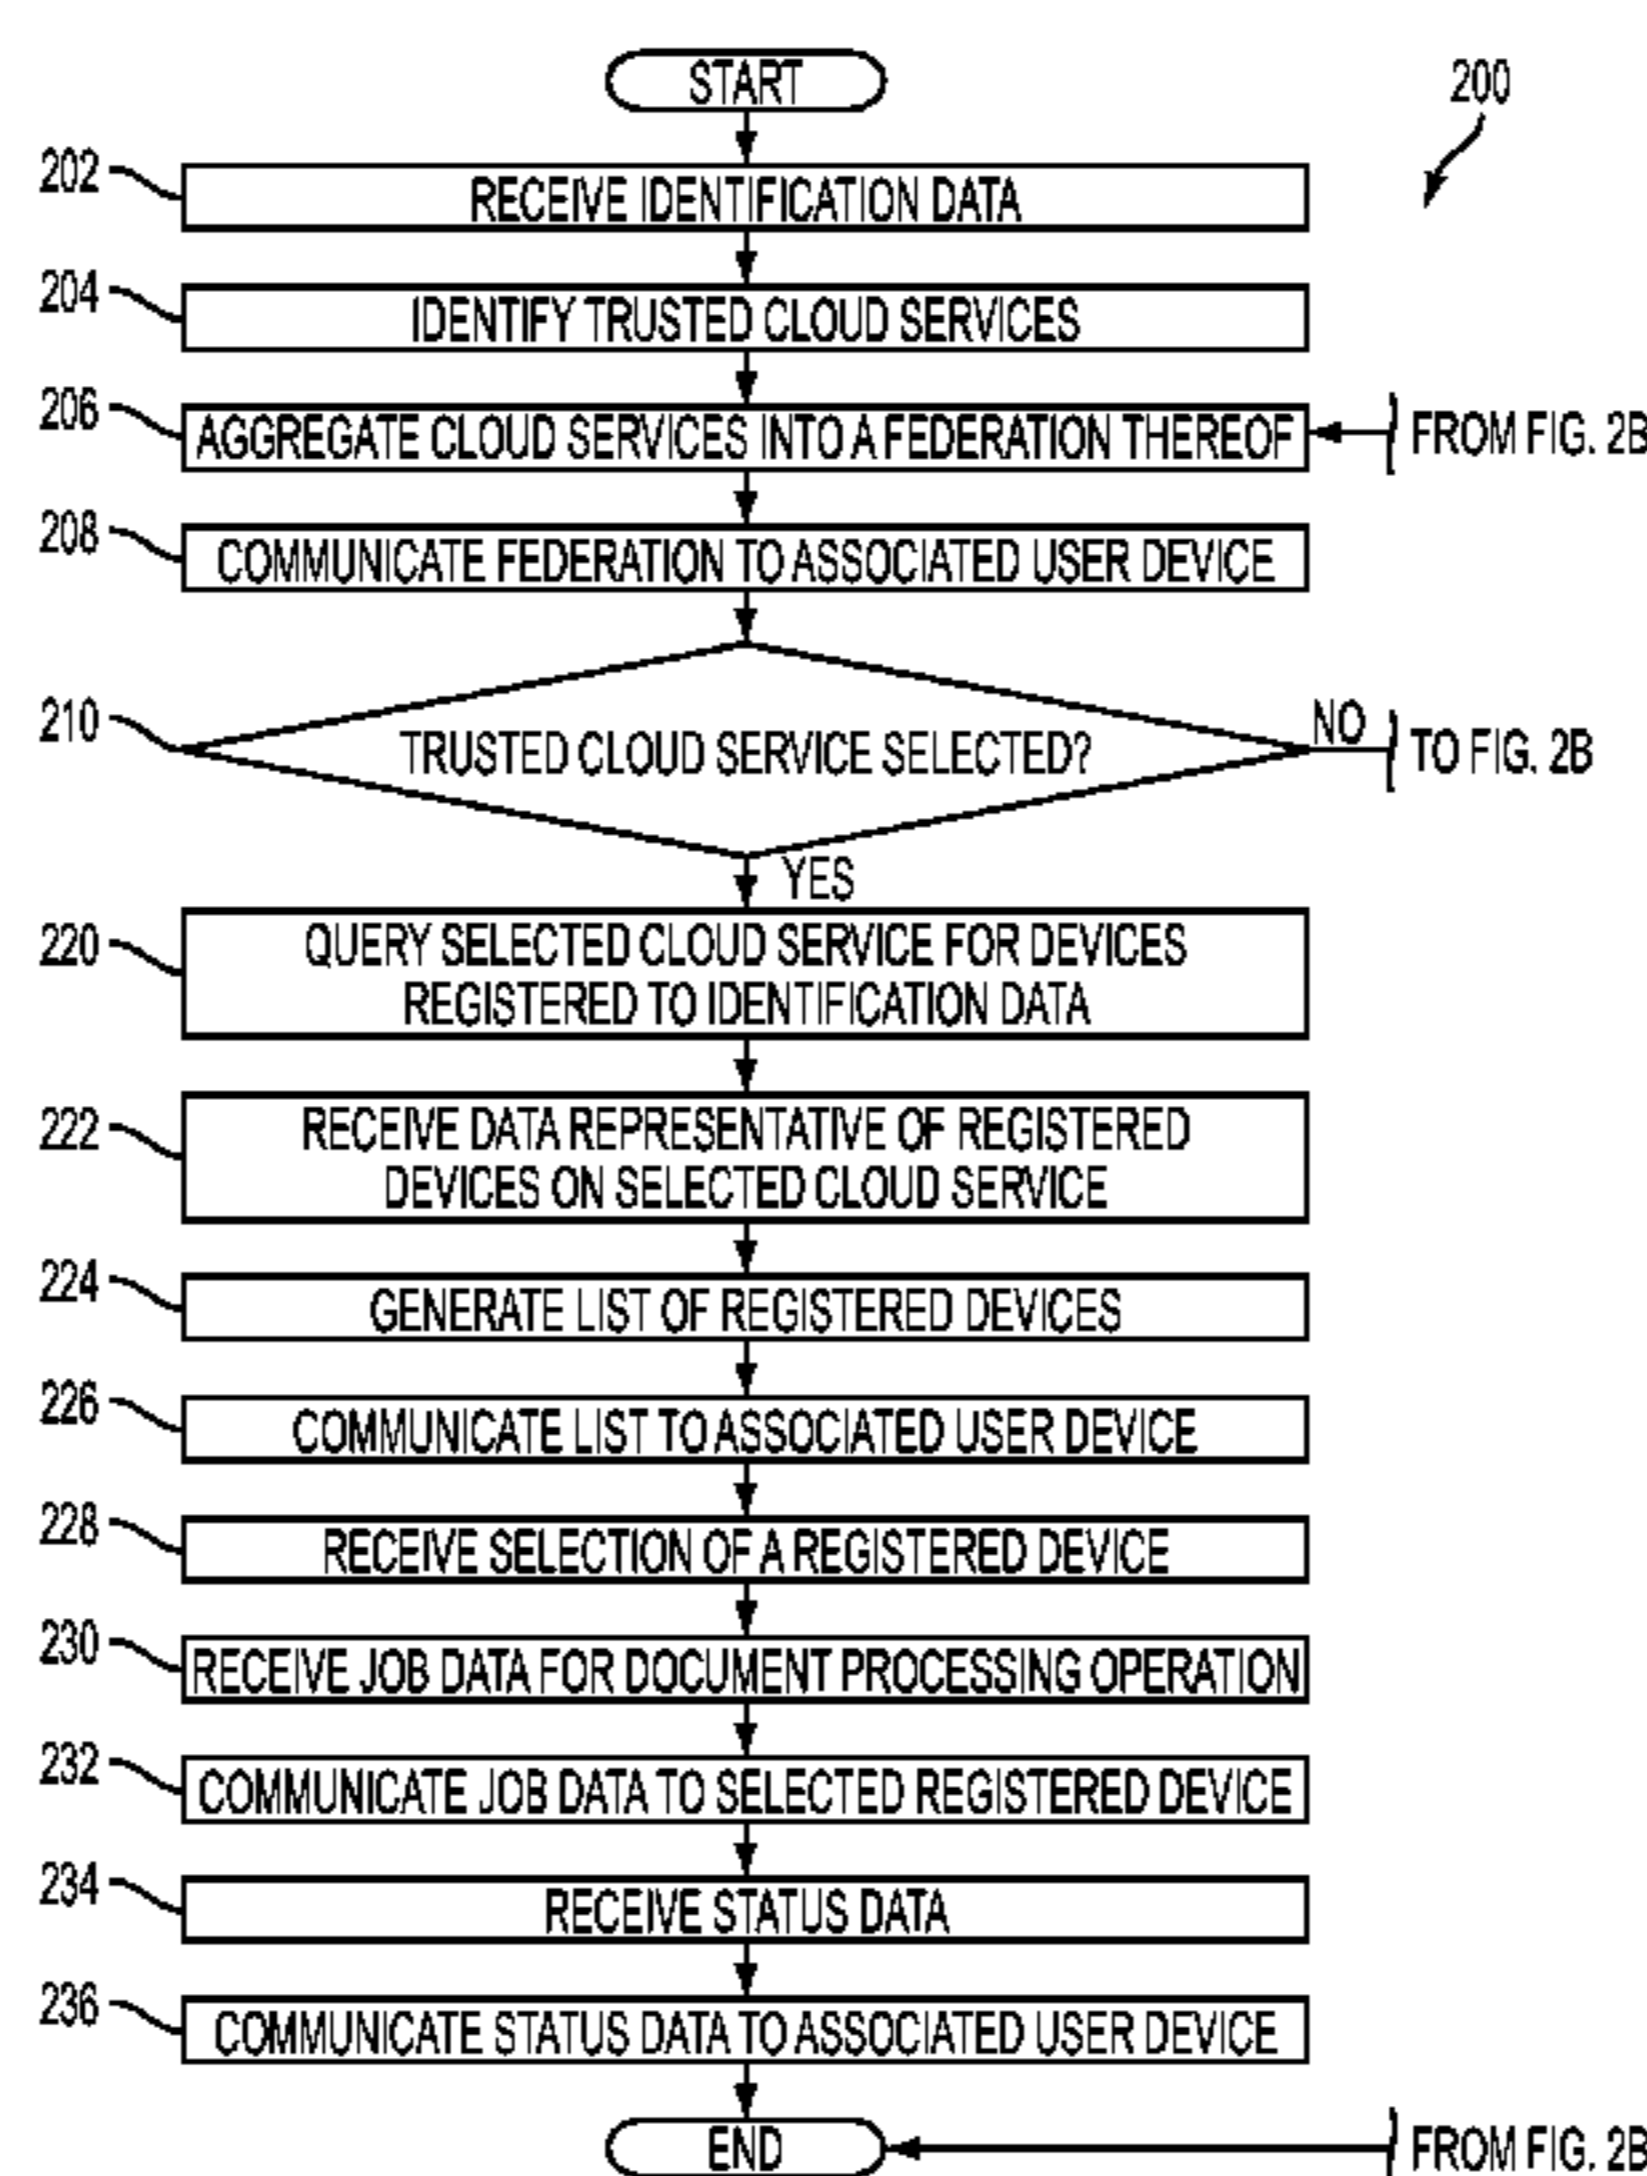 START
200
202
RECEIVE IDENTIFICATION DATA
204
IDENTIFY TRUSTED CLOUD SERVICES
206
AGGREGATE CLOUD SERVICES INTO A FEDERATION THEREOF
FROM FIG. 2B
208
COMMUNICATE FEDERATION TO ASSOCIATED USER DEVICE
210
TRUSTED CLOUD SERVICE SELECTED?
NO
TO FIG. 2B
YES
220
QUERY SELECTED CLOUD SERVICE FOR DEVICES
REGISTERED TO IDENTIFICATION DATA
222
RECEIVE DATA REPRESENTATIVE OF REGISTERED
DEVICES ON SELECTED CLOUD SERVICE
224
GENERATE LIST OF REGISTERED DEVICES
226
COMMUNICATE LIST TO ASSOCIATED USER DEVICE
228
RECEIVE SELECTION OF A REGISTERED DEVICE
230
RECEIVE JOB DATA FOR DOCUMENT PROCESSING OPERATION
232
COMMUNICATE JOB DATA TO SELECTED REGISTERED DEVICE
234
RECEIVE STATUS DATA
236
COMMUNICATE STATUS DATA TO ASSOCIATED USER DEVICE
END
FROM FIG. 2B